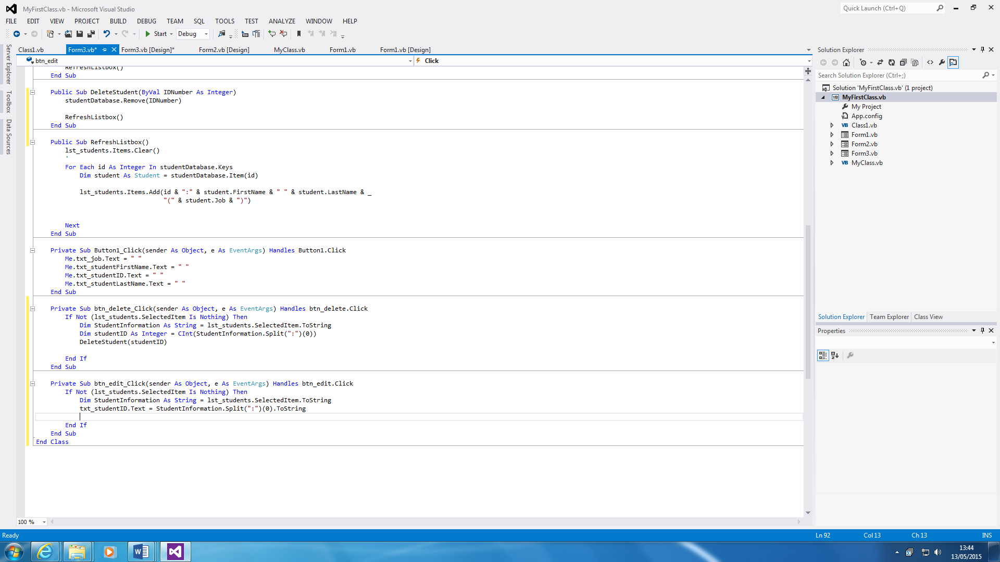 MyFirstClass.vb - Microsoft Visual Studio
Quick Launch (Ctrl+Q)
FILE EDIT VIEW PROJECT BUILD DEBUG TEAM SQL TOOLS TEST ANALYZE WINDOW HELP
Start Debug
Server Explorer
Toolbox
Data Sources
Class1.vb Form3.vb* Form3.vb [Design]* Form2.vb [Design] MyClass.vb Form1.vb Form1.vb [Design]
btn_edit Click
RefreshListbox()
End Sub
Public Sub DeleteStudent(ByVal IDNumber As Integer)
studentDatabase.Remove(IDNumber)
RefreshListbox()
End Sub
Public Sub RefreshListbox()
lst_students.Items.Clear()
'
For Each id As Integer In studentDatabase.Keys
Dim student As Student = studentDatabase.Item(id)
lst_students.Items.Add(id & ":" & student.FirstName & " " & student.LastName & _
"(" & student.Job & ")")
Next
End Sub
Private Sub Button1_Click(sender As Object, e As EventArgs) Handles Button1.Click
Me.txt_job.Text = " "
Me.txt_studentFirstName.Text = " "
Me.txt_studentID.Text = " "
Me.txt_studentLastName.Text = " "
End Sub
Private Sub btn_delete_Click(sender As Object, e As EventArgs) Handles btn_delete.Click
If Not (lst_students.SelectedItem Is Nothing) Then
Dim StudentInformation As String = lst_students.SelectedItem.ToString
Dim studentID As Integer = CInt(StudentInformation.Split(":")(0))
DeleteStudent(studentID)
End If
End Sub
Private Sub btn_edit_Click(sender As Object, e As EventArgs) Handles btn_edit.Click
If Not (lst_students.SelectedItem Is Nothing) Then
Dim StudentInformation As String = lst_students.SelectedItem.ToString
txt_studentID.Text = StudentInformation.Split(":")(0).ToString
End If
End Sub
End Class
100 %
Solution Explorer
Search Solution Explorer (Ctrl+;)
Solution 'MyFirstClass.vb' (1 project)
VB MyFirstClass.vb
My Project
App.config
VB Class1.vb
Form1.vb
Form2.vb
Form3.vb
VB MyClass.vb
Solution Explorer Team Explorer Class View
Properties
Ready Ln 92 Col 13 Ch 13 INS
13:44
13/05/2015